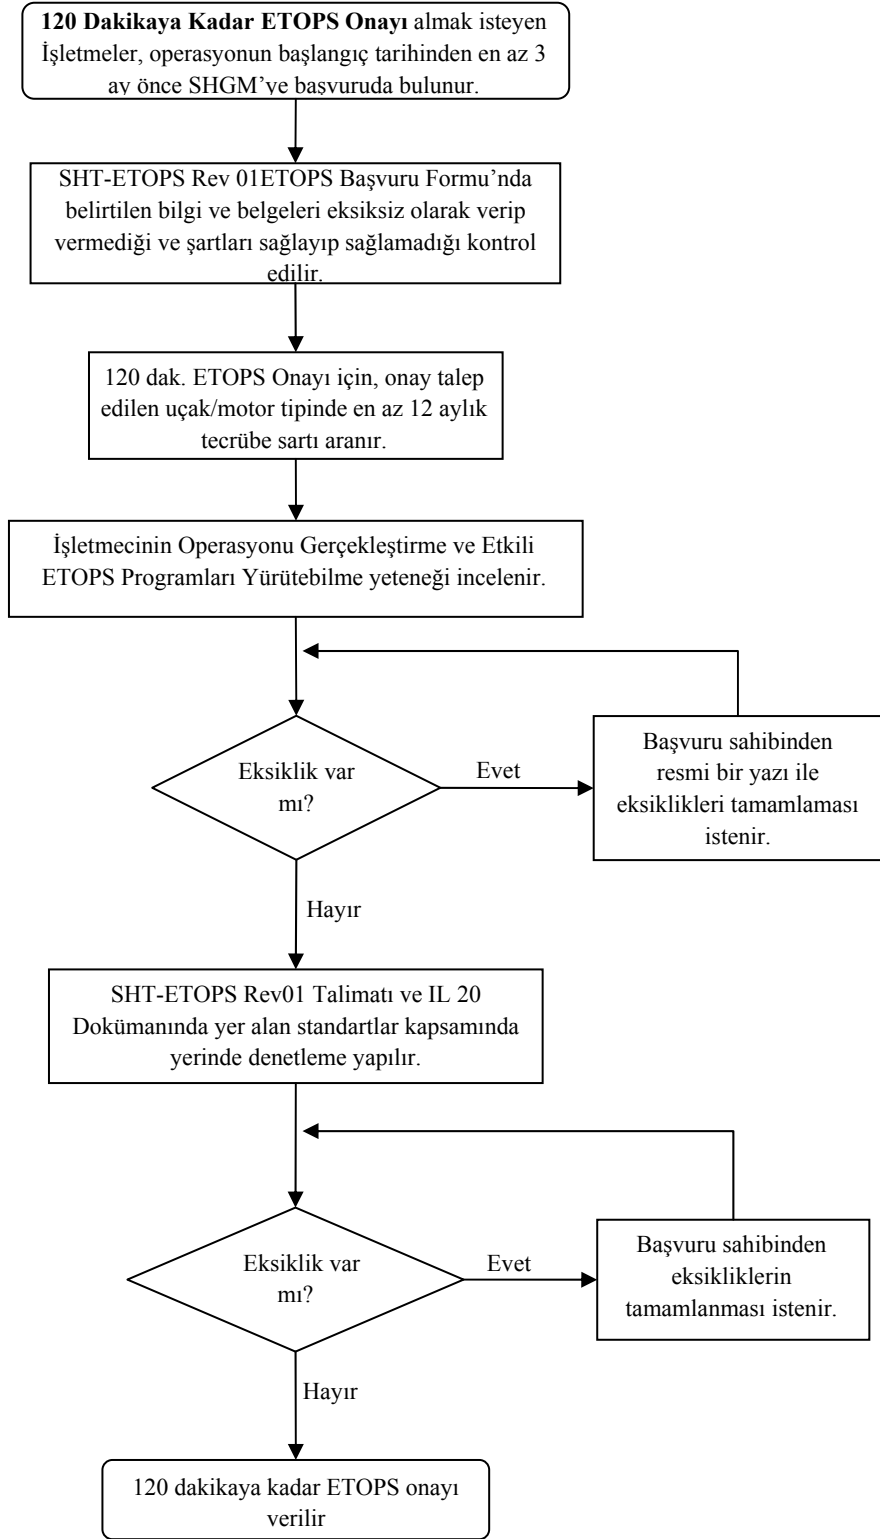 120 Dakikaya Kadar ETOPS Onayı almak isteyen
İşletmeler, operasyonun başlangıç tarihinden en az 3
ay önce SHGM’ye başvuruda bulunur.
SHT-ETOPS Rev 01ETOPS Başvuru Formu’nda
belirtilen bilgi ve belgeleri eksiksiz olarak verip
vermediği ve şartları sağlayıp sağlamadığı kontrol
edilir.
120 dak. ETOPS Onayı için, onay talep
edilen uçak/motor tipinde en az 12 aylık
tecrübe şartı aranır.
İşletmecinin Operasyonu Gerçekleştirme ve Etkili
ETOPS Programları Yürütebilme yeteneği incelenir.
Eksiklik var
mı?
Evet
Başvuru sahibinden
resmi bir yazı ile
eksiklikleri tamamlaması
istenir.
Hayır
SHT-ETOPS Rev01 Talimatı ve IL 20
Dokümanında yer alan standartlar kapsamında
yerinde denetleme yapılır.
Eksiklik var
mı?
Evet
Başvuru sahibinden
eksikliklerin
tamamlanması istenir.
Hayır
120 dakikaya kadar ETOPS onayı
verilir